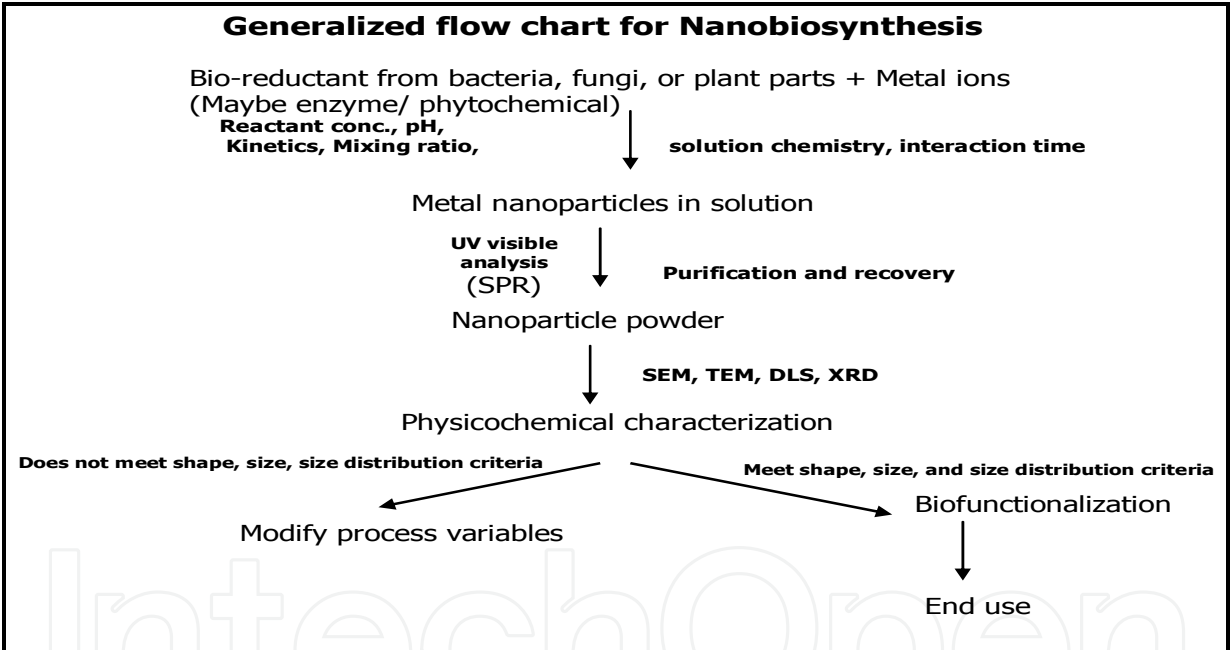 Generalized flow chart for Nanobiosynthesis
Bio-reductant from bacteria, fungi, or plant parts + Metal ions
(Maybe enzyme/ phytochemical)
Reactant conc., pH,
Kinetics, Mixing ratio,
solution chemistry, interaction time
Metal nanoparticles in solution
UV visible
analysis
(SPR)
Purification and recovery
Nanoparticle powder
SEM, TEM, DLS, XRD
Physicochemical characterization
Does not meet shape, size, size distribution criteria
Meet shape, size, and size distribution criteria
Modify process variables
Biofunctionalization
End use
IntechOpen